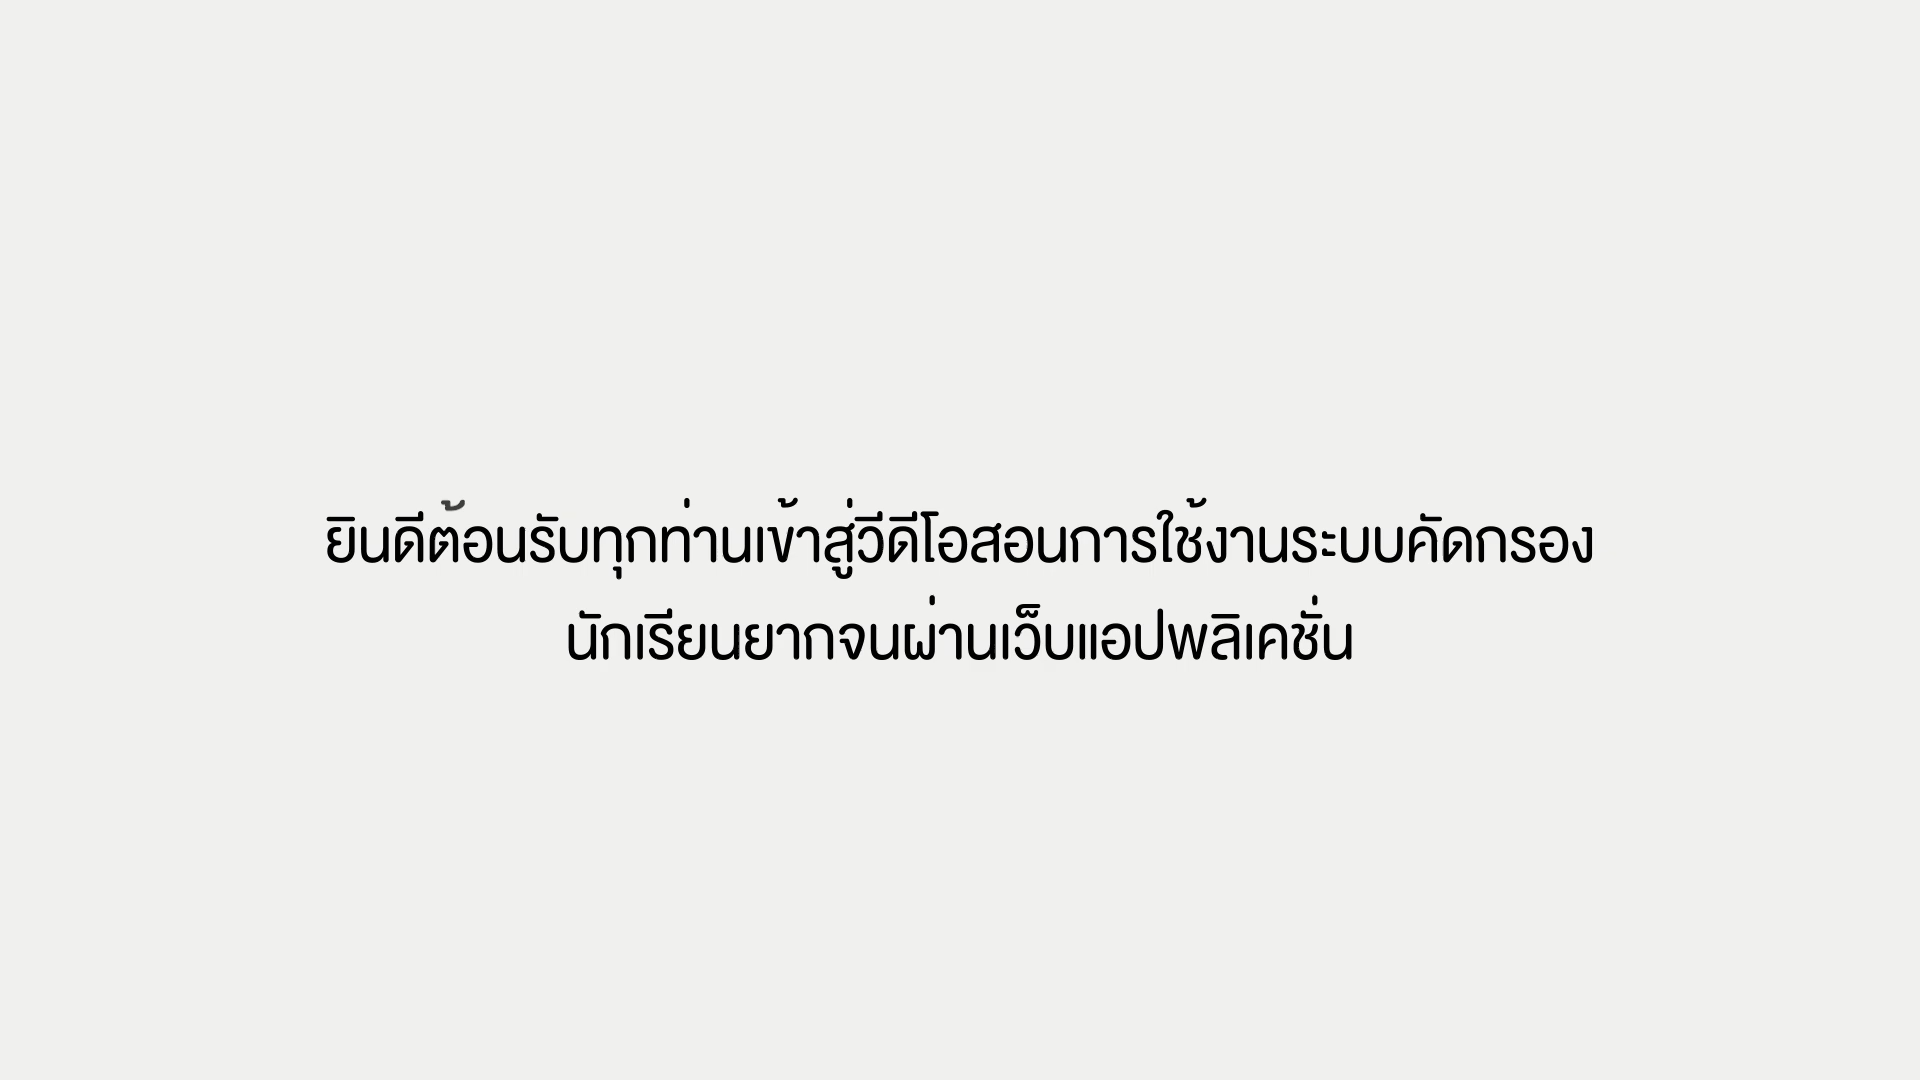 ยินดีต้อนรับทุกท่านเข้าสู่วีดีโอสอนการใช้งานระบบคัดกรอง
นักเรียนยากจนผ่านเว็บแอปพลิเคชั่น